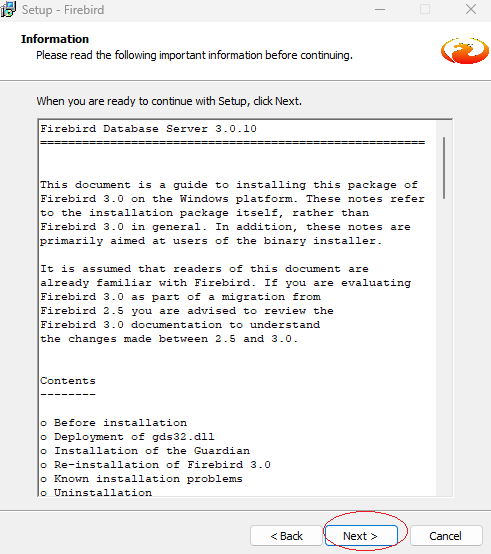 Setup - Firebird
Information
Please read the following important information before continuing.
When you are ready to continue with Setup, click Next.
Firebird Database Server 3.0.10
=======================================================
This document is a guide to installing this package of
Firebird 3.0 on the Windows platform. These notes refer
to the installation package itself, rather than
Firebird 3.0 in general. In addition, these notes are
primarily aimed at users of the binary installer.
It is assumed that readers of this document are
already familiar with Firebird. If you are evaluating
Firebird 3.0 as part of a migration from
Firebird 2.5 you are advised to review the
Firebird 3.0 documentation to understand
the changes made between 2.5 and 3.0.
Contents
--------
o Before installation
o Deployment of gds32.dll
o Installation of the Guardian
o Re-installation of Firebird 3.0
o Known installation problems
o Uninstallation
< Back
Next >
Cancel